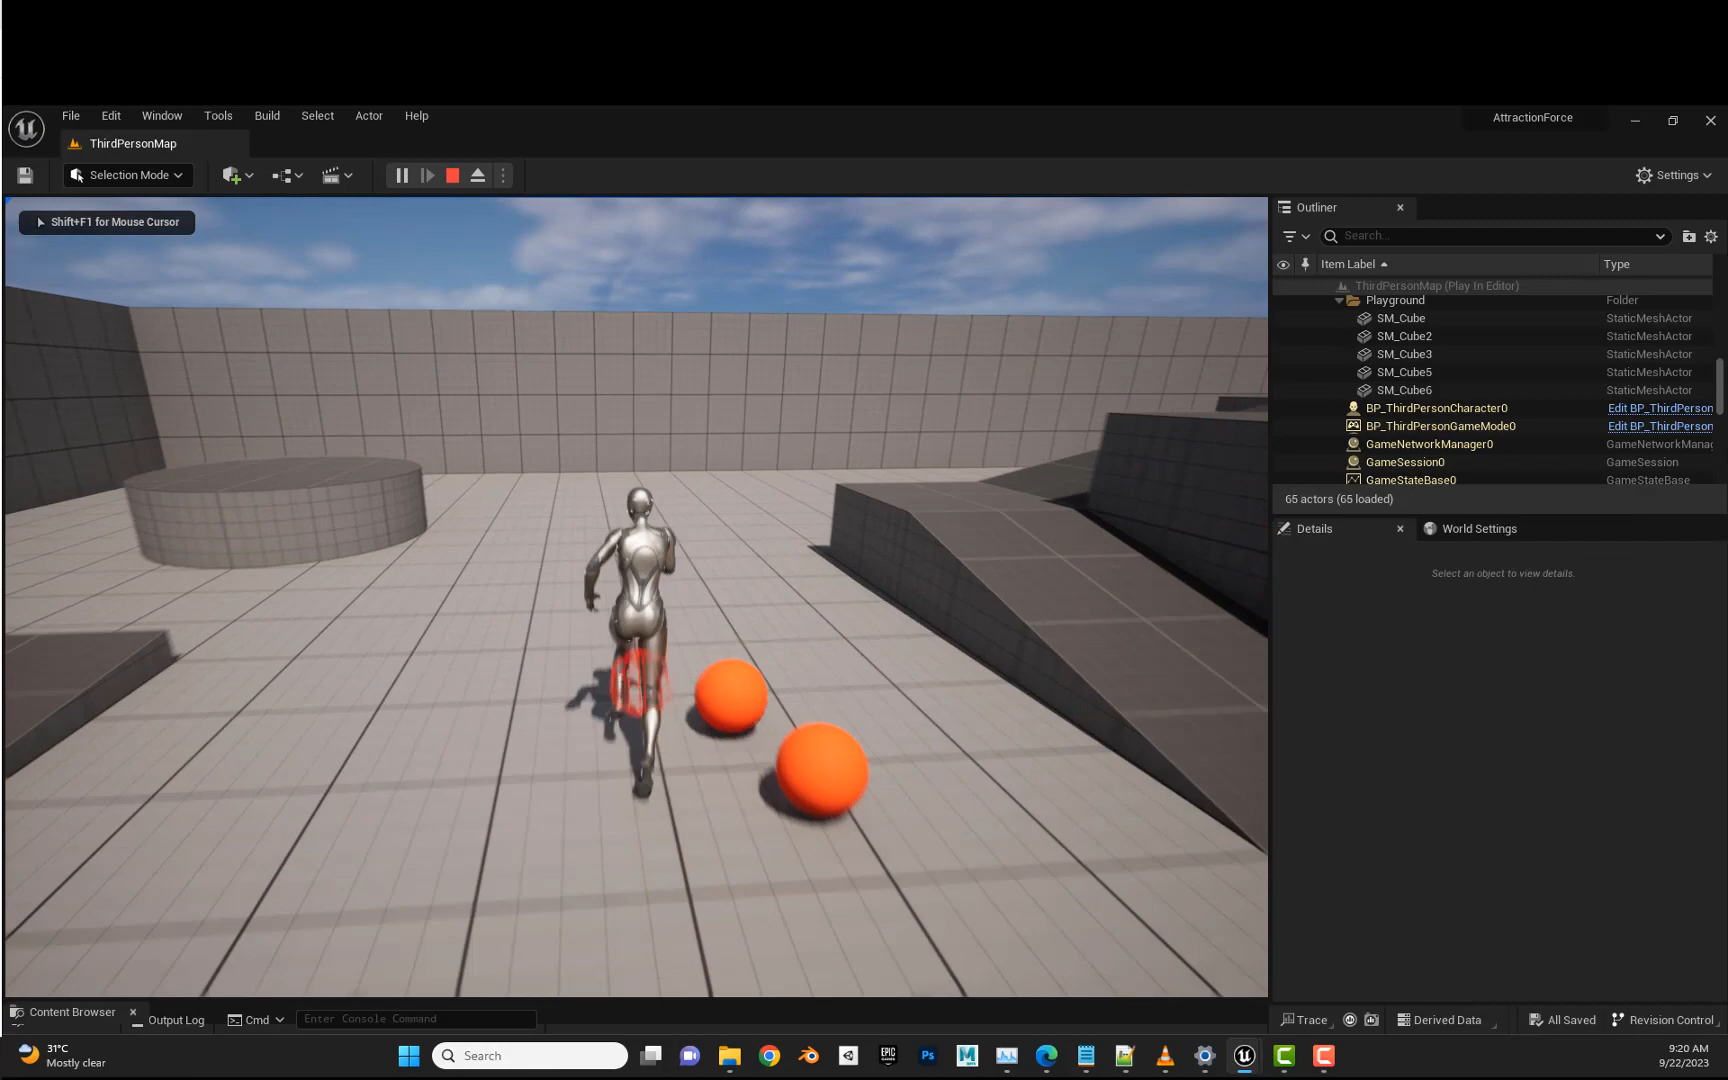 File Edit Window Tools Build Select Actor Help
AttractionForce
ThirdPersonMap
Selection Mode
Settings
Shift+F1 for Mouse Cursor
Outliner
Search...
Item Label Type
ThirdPersonMap (Play In Editor)
Playground Folder
SM_Cube StaticMeshActor
SM_Cube2 StaticMeshActor
SM_Cube3 StaticMeshActor
SM_Cube5 StaticMeshActor
SM_Cube6 StaticMeshActor
BP_ThirdPersonCharacter0 Edit BP_ThirdPerson
BP_ThirdPersonGameMode0 Edit BP_ThirdPerson
GameNetworkManager0 GameNetworkManag
GameSession0 GameSession
GameStateBase0 GameStateBase
65 actors (65 loaded)
Details World Settings
Select an object to view details.
Content Browser Output Log Cmd Enter Console Command
Trace Derived Data All Saved Revision Control
31°C
Mostly clear
Search
EPIC
GAMES
Ps
M
9:20 AM
9/22/2023